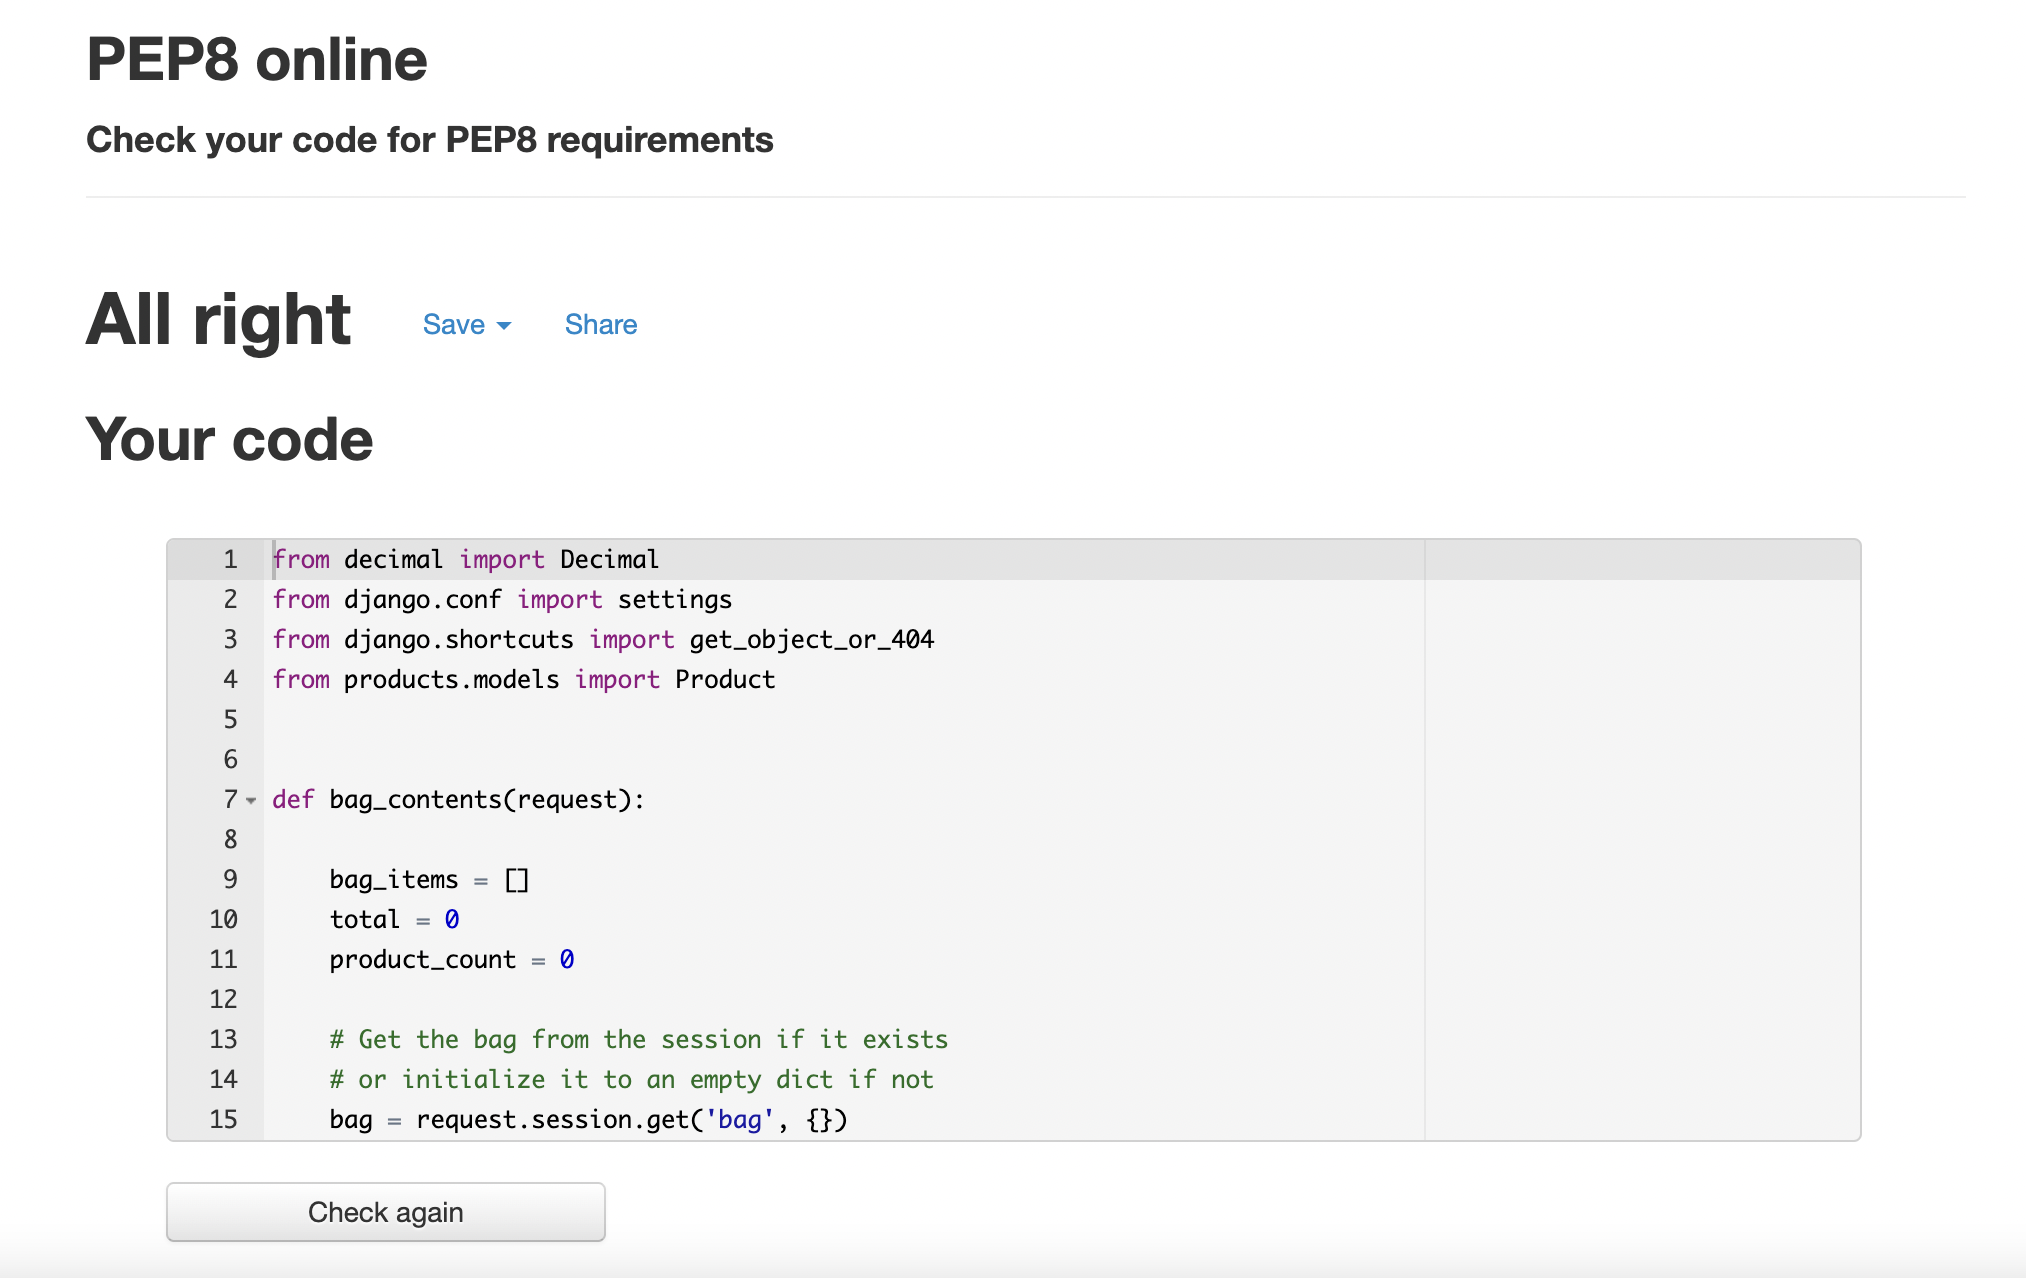 PEP8 online
Check your code for PEP8 requirements
All right Save Share
Your code
1 from decimal import Decimal
2 from django.conf import settings
3 from django.shortcuts import get_object_or_404
4 from products.models import Product
5
6
7 def bag_contents(request):
8
9     bag_items = []
10     total = 0
11     product_count = 0
12
13     # Get the bag from the session if it exists
14     # or initialize it to an empty dict if not
15     bag = request.session.get('bag', {})
Check again